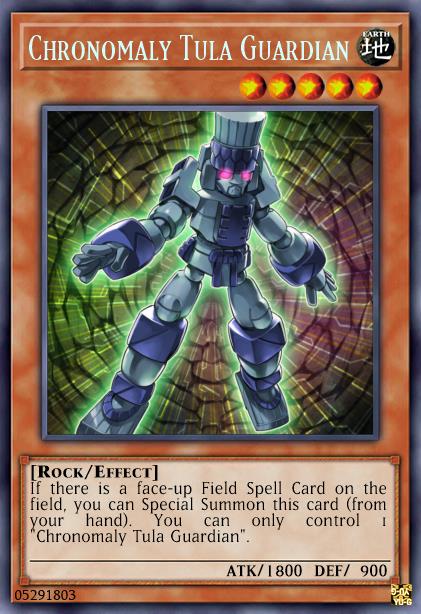 CHRONOMALY TULA GUARDIAN
EARTH
地
[ROCK/EFFECT]
If there is a face-up Field Spell Card on the
field, you can Special Summon this card (from
your hand). You can only control 1
"Chronomaly Tula Guardian".
ATK/1800 DEF/ 900
05291803